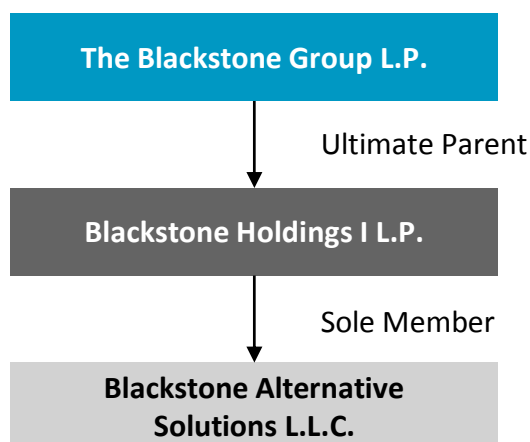 The Blackstone Group L.P.
Ultimate Parent
Blackstone Holdings I L.P.
Sole Member
Blackstone Alternative
Solutions L.L.C.